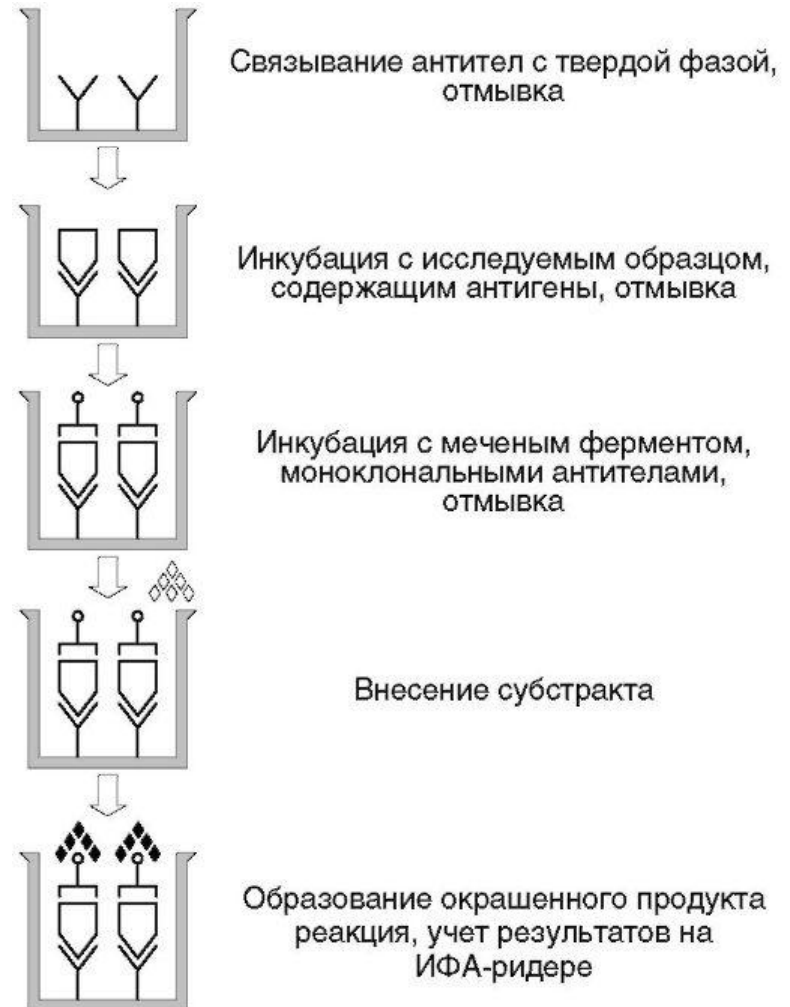 Связывание антител с твердой фазой,
отмывка
Инкубация с исследуемым образцом,
содержащим антигены, отмывка
Инкубация с меченым ферментом,
моноклональными антителами,
отмывка
Внесение субстракта
Образование окрашенного продукта
реакция, учет результатов на
ИФА-ридере